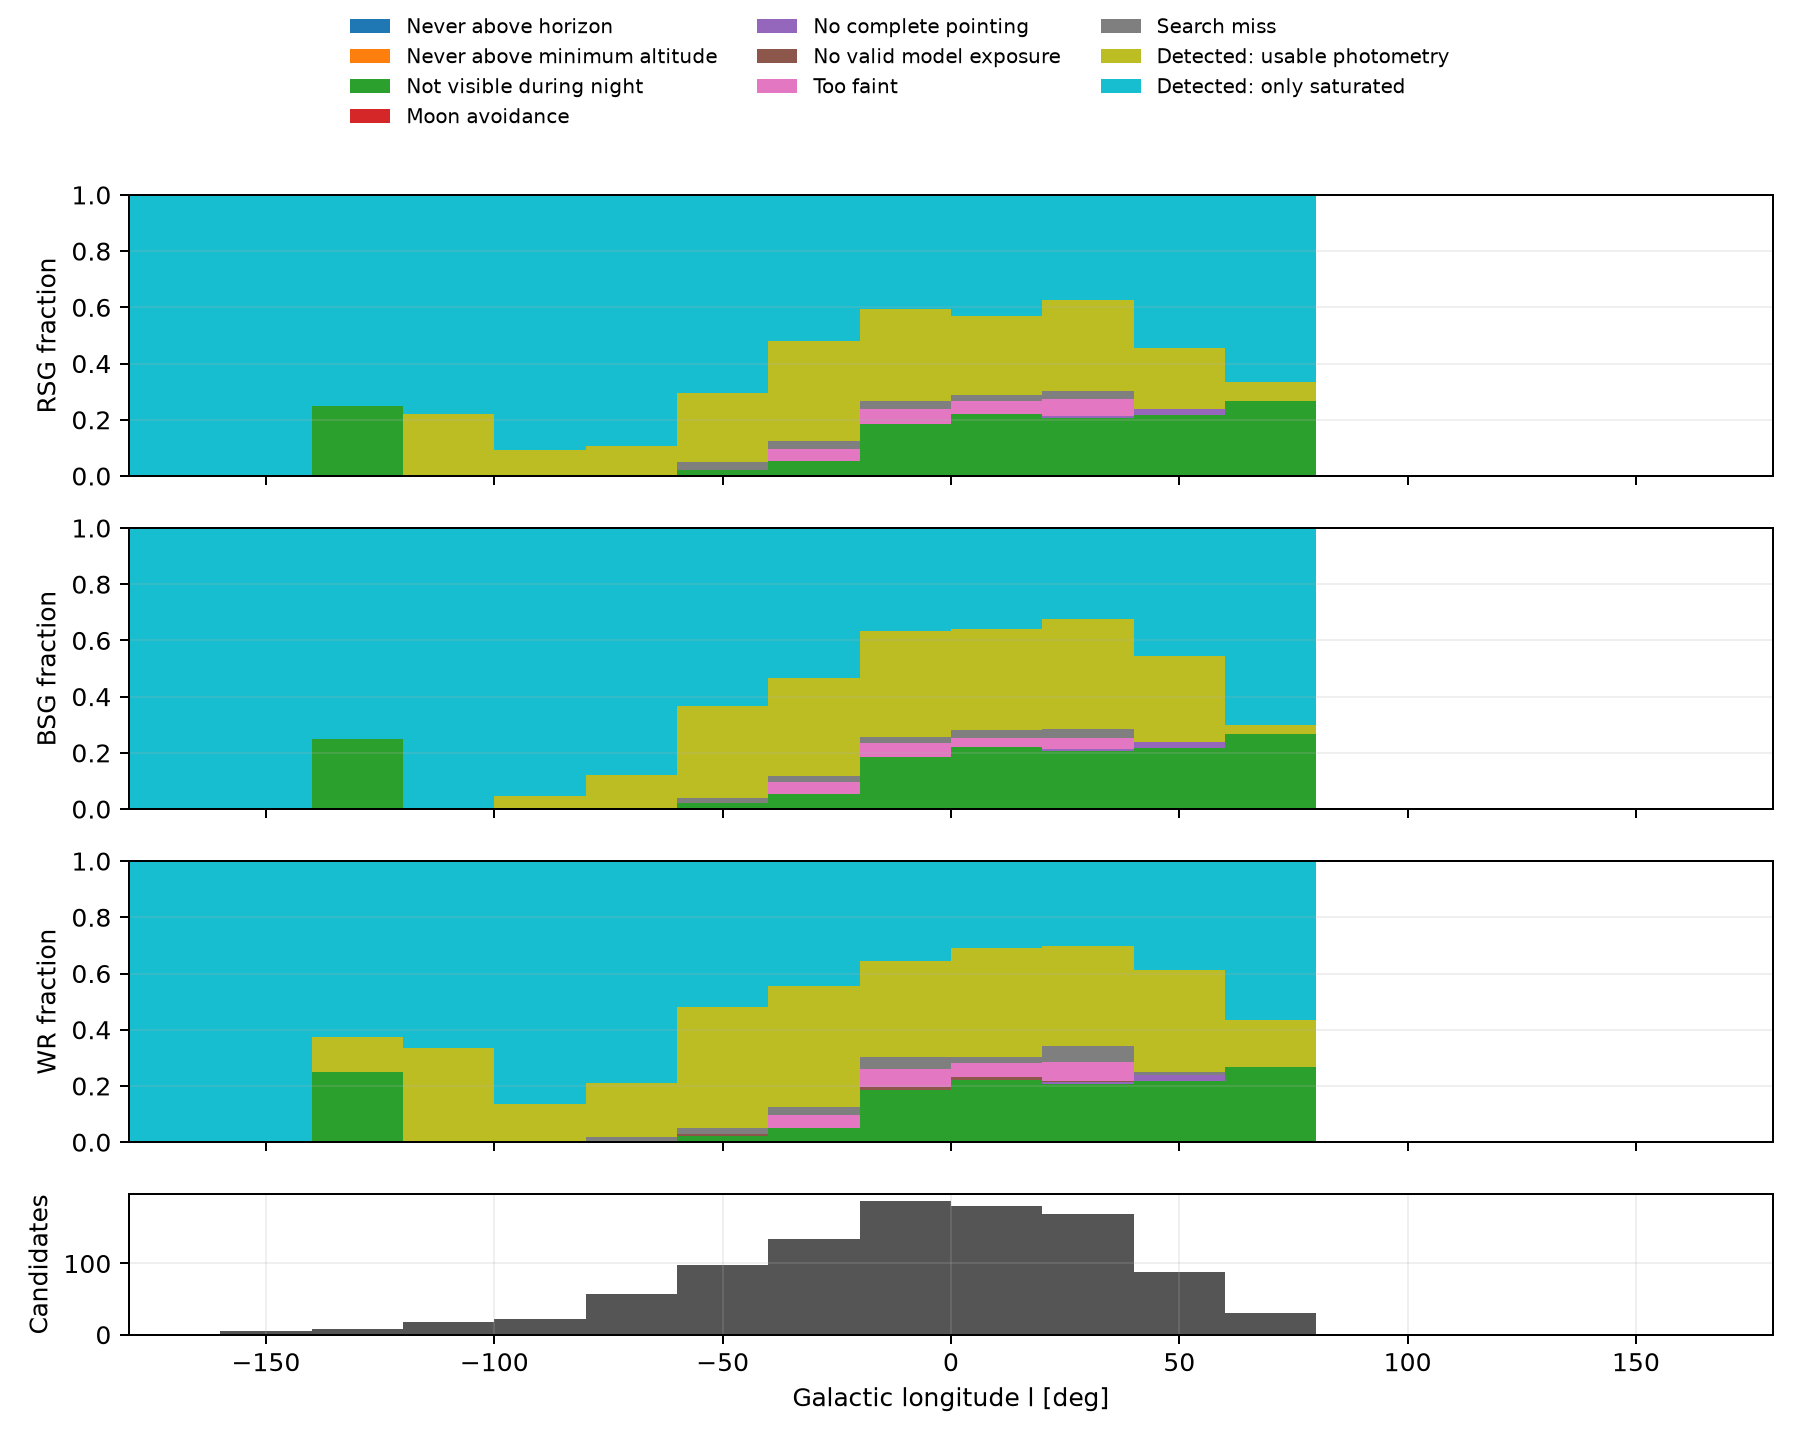 Never above horizon
Never above minimum altitude
Not visible during night
Moon avoidance
No complete pointing
No valid model exposure
Too faint
Search miss
Detected: usable photometry
Detected: only saturated
RSG fraction
1.0
0.8
0.6
0.4
0.2
0.0
BSG fraction
1.0
0.8
0.6
0.4
0.2
0.0
WR fraction
1.0
0.8
0.6
0.4
0.2
0.0
Candidates
100
0
−150
−100
−50
0
50
100
150
Galactic longitude l [deg]